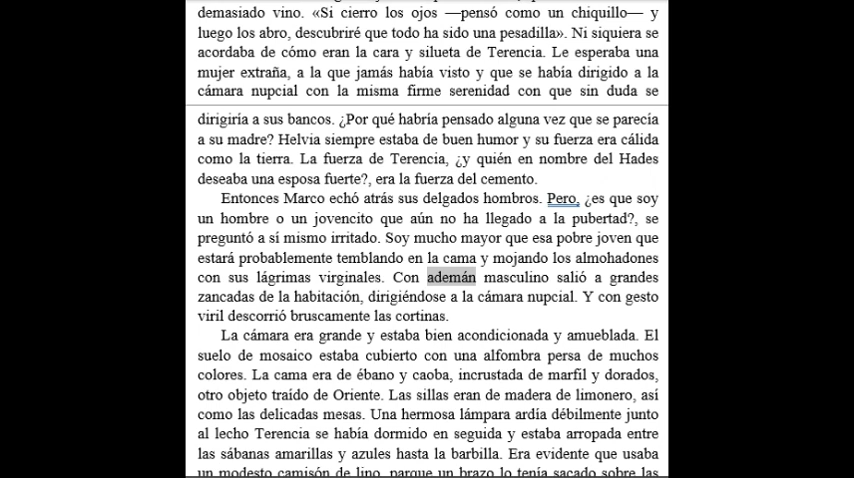 demasiado vino. «Si cierro los ojos —pensó como un chiquillo— y
luego los abro, descubriré que todo ha sido una pesadilla». Ni siquiera se
acordaba de cómo eran la cara y silueta de Terencia. Le esperaba una
mujer extraña, a la que jamás había visto y que se había dirigido a la
cámara nupcial con la misma firme serenidad con que sin duda se
dirigiría a sus bancos. ¿Por qué habría pensado alguna vez que se parecía
a su madre? Helvia siempre estaba de buen humor y su fuerza era cálida
como la tierra. La fuerza de Terencia, ¿y quién en nombre del Hades
deseaba una esposa fuerte?, era la fuerza del cemento.
Entonces Marco echó atrás sus delgados hombros. Pero, ¿es que soy
un hombre o un jovencito que aún no ha llegado a la pubertad?, se
preguntó a sí mismo irritado. Soy mucho mayor que esa pobre joven que
estará probablemente temblando en la cama y mojando los almohadones
con sus lágrimas virginales. Con ademán masculino salió a grandes
zancadas de la habitación, dirigiéndose a la cámara nupcial. Y con gesto
viril descorrió bruscamente las cortinas.
La cámara era grande y estaba bien acondicionada y amueblada. El
suelo de mosaico estaba cubierto con una alfombra persa de muchos
colores. La cama era de ébano y caoba, incrustada de marfil y dorados,
otro objeto traído de Oriente. Las sillas eran de madera de limonero, así
como las delicadas mesas. Una hermosa lámpara ardía débilmente junto
al lecho Terencia se había dormido en seguida y estaba arropada entre
las sábanas amarillas y azules hasta la barbilla. Era evidente que usaba
un modesto camisón de lino, parque un brazo lo tenía sacado sobre las